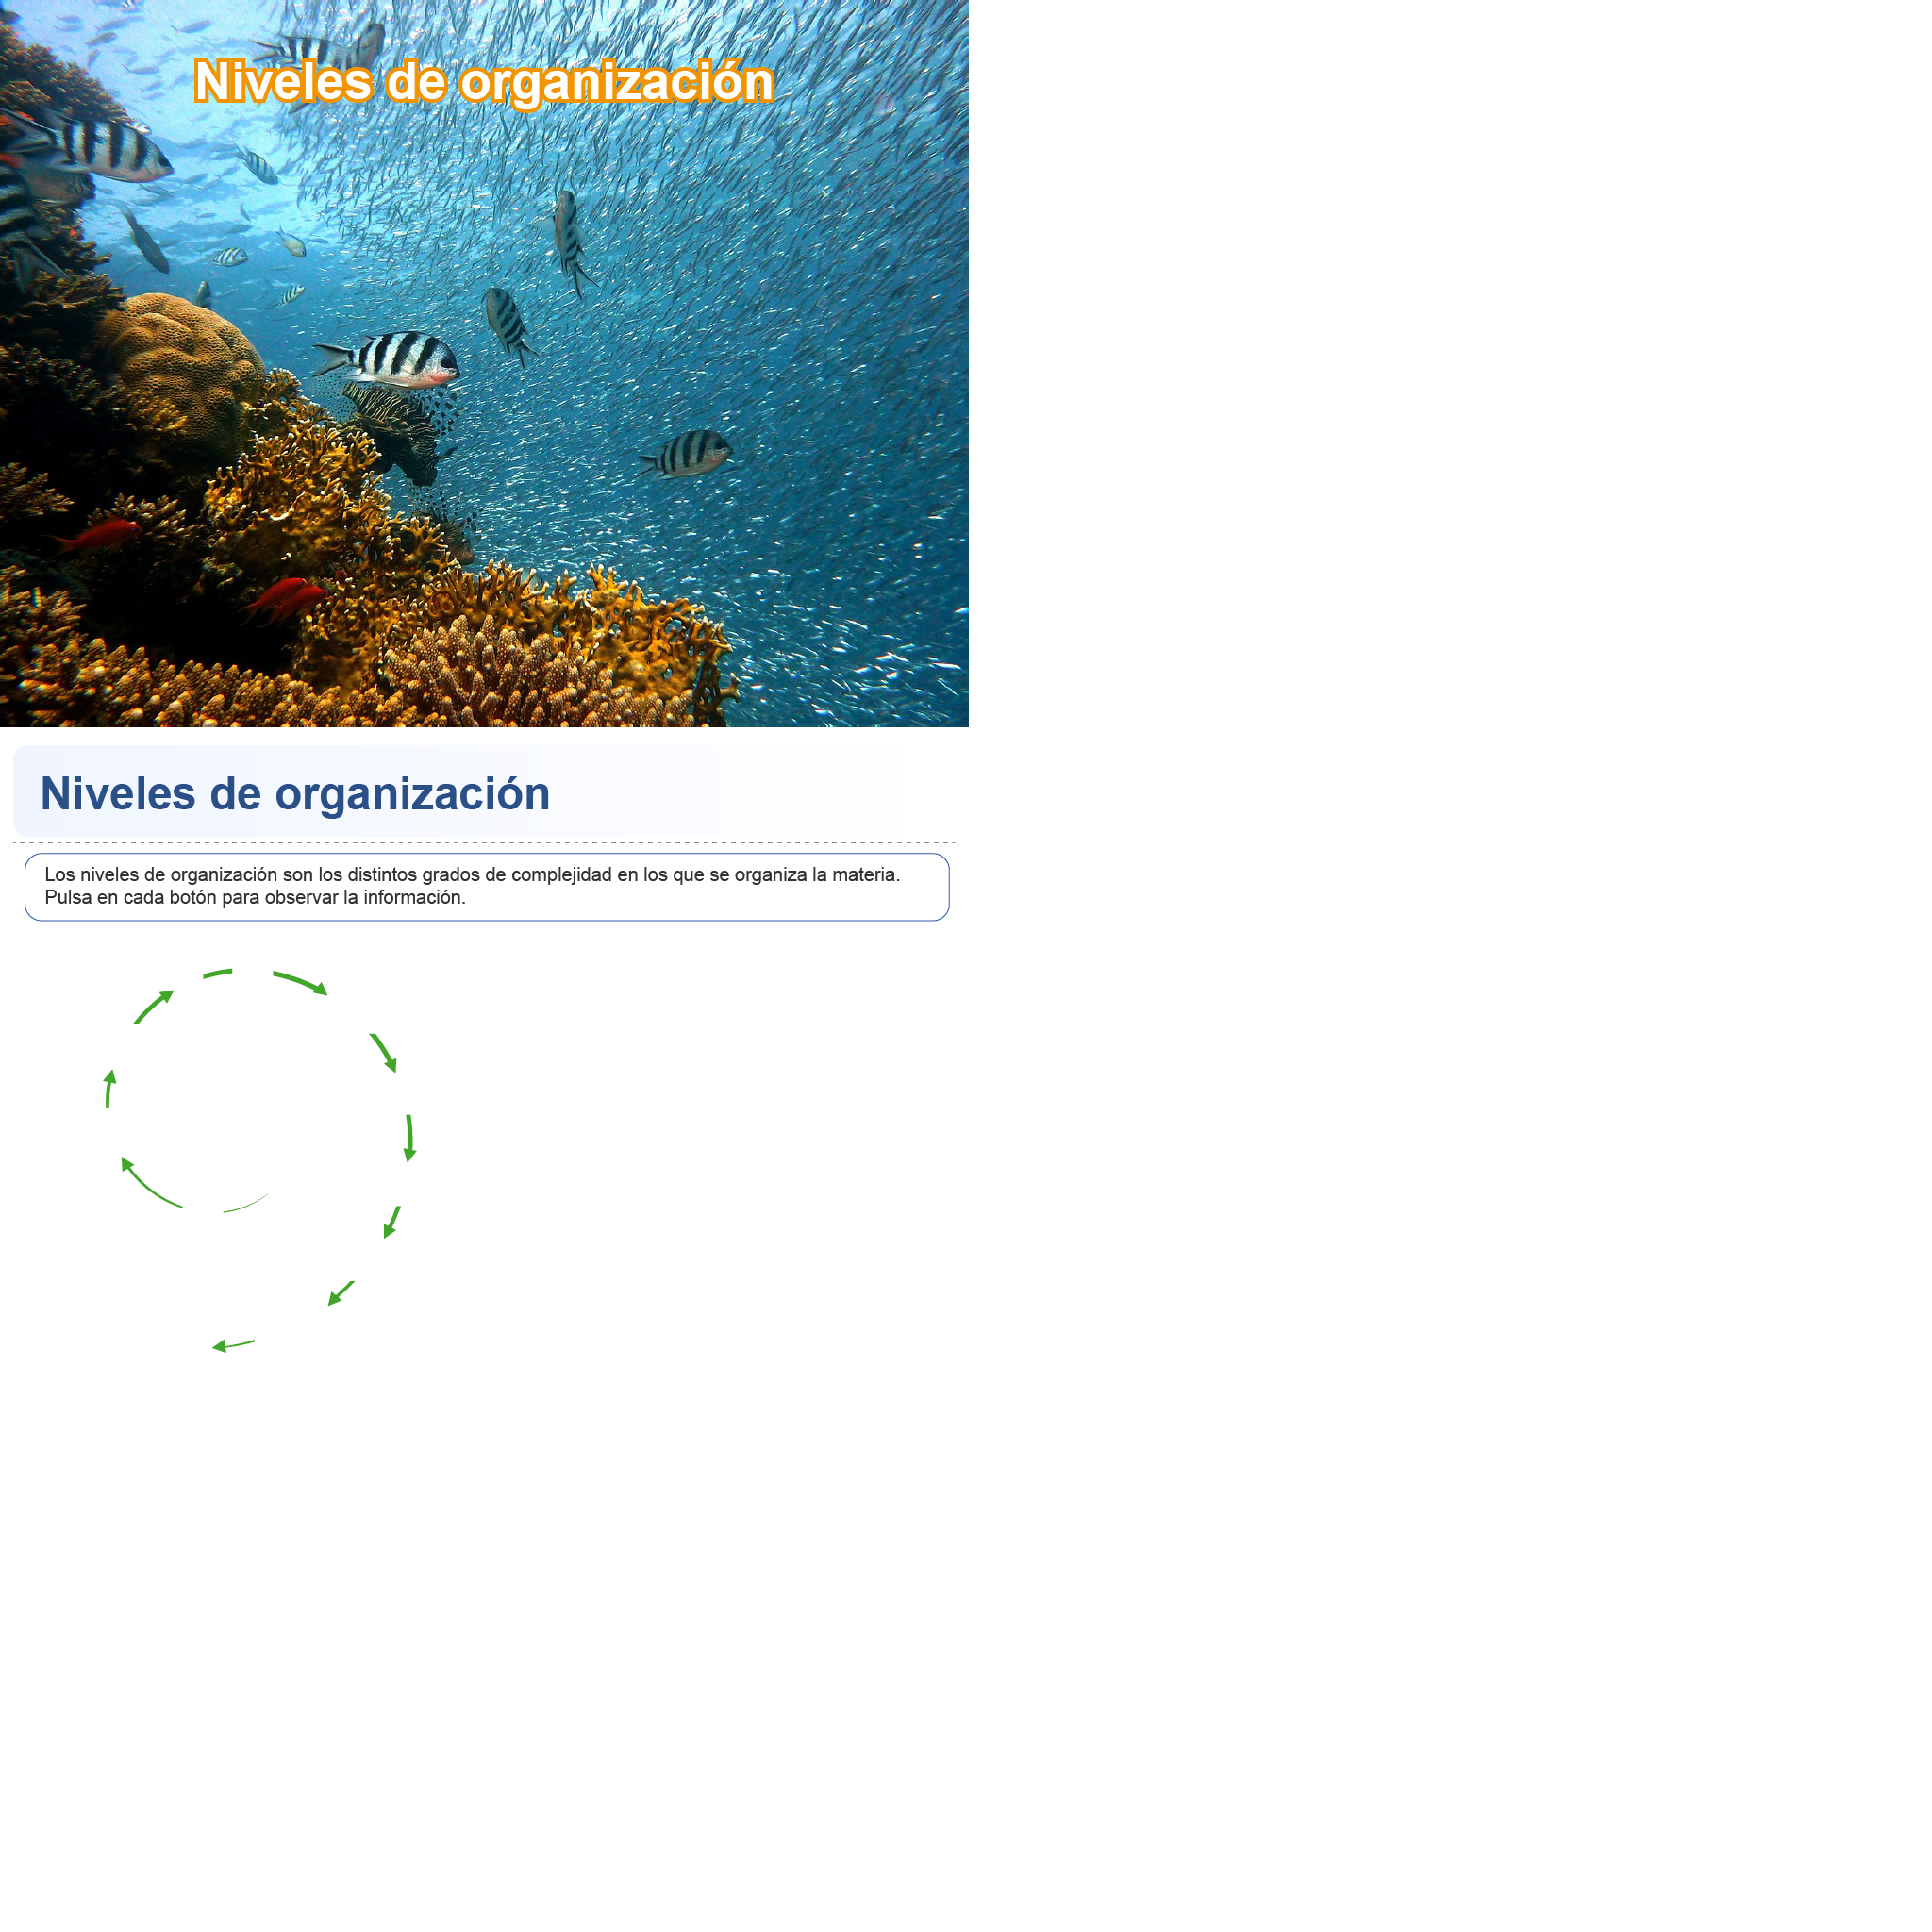 Niveles de organización
Niveles de organización
Los niveles de organización son los distintos grados de complejidad en los que se organiza la materia.
Pulsa en cada botón para observar la información.